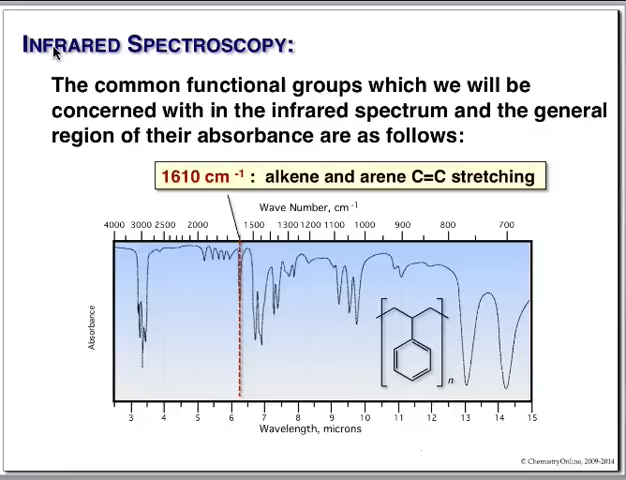 INFRARED SPECTROSCOPY:
The common functional groups which we will be
concerned with in the infrared spectrum and the general
region of their absorbance are as follows:
1610 cm -1 : alkene and arene C=C stretching
Wave Number, cm -1
4000 3000 2500 2000 1500 1300 1200 1100 1000 900 800 700
Absorbance
n
3 4 5 6 7 8 9 10 11 12 13 14 15
Wavelength, microns
© ChemistryOnline, 2009-2014